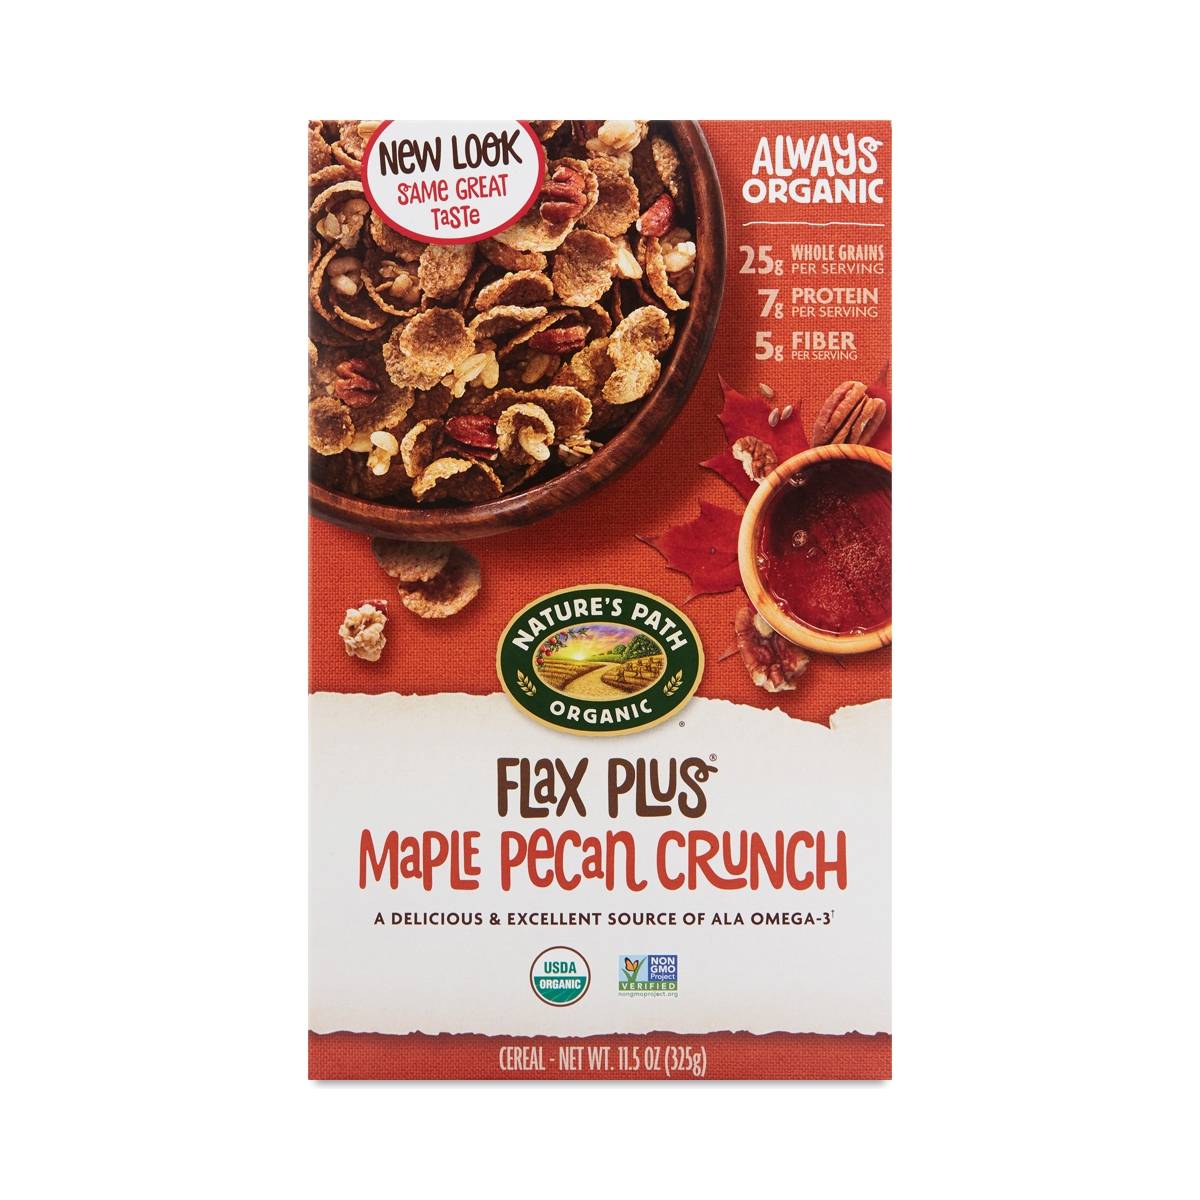 NEW LOOK
SAME GREAT
TASTE
ALWAYS
ORGANIC
25g WHOLE GRAINS
PER SERVING
7g PROTEIN
PER SERVING
5g FIBER
PER SERVING
NATURE'S PATH
ORGANIC
®
FLAX PLUS®
MAPLE PECAN CRUNCH
A DELICIOUS & EXCELLENT SOURCE OF ALA OMEGA-3†
USDA
ORGANIC
NON
GMO
Project
VERIFIED
nongmoproject.org
CEREAL - NET WT. 11.5 OZ (325g)